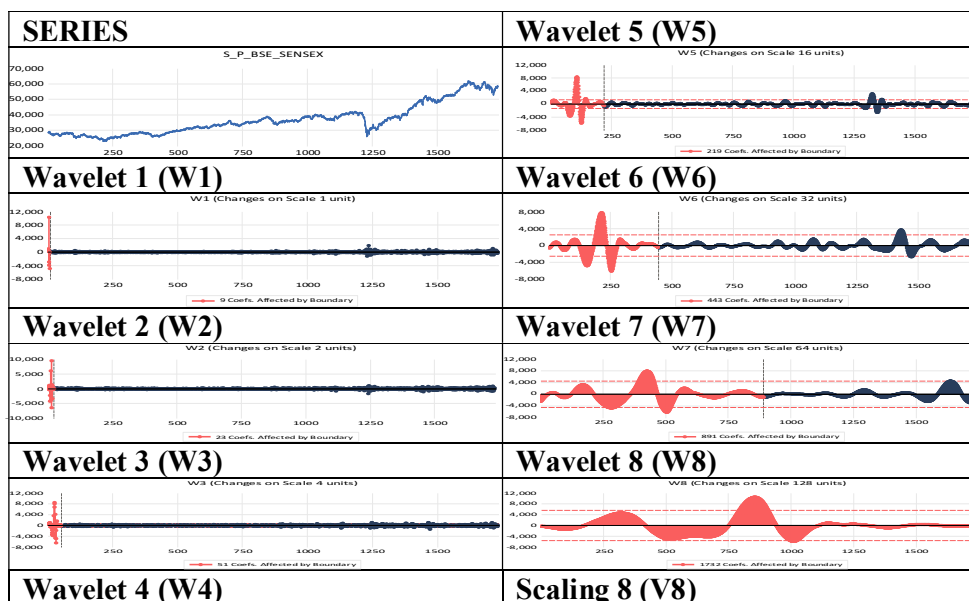 SERIES
S_P_BSE_SENSEX
70,000
60,000
50,000
40,000
30,000
20,000
250 500 750 1000 1250 1500
Wavelet 1 (W1)
W1 (Changes on Scale 1 unit)
12,000
8,000
4,000
0
-4,000
-8,000
250 500 750 1000 1250 1500
9 Coefs. Affected by Boundary
Wavelet 2 (W2)
W2 (Changes on Scale 2 units)
10,000
5,000
0
-5,000
-10,000
250 500 750 1000 1250 1500
23 Coefs. Affected by Boundary
Wavelet 3 (W3)
W3 (Changes on Scale 4 units)
12,000
8,000
4,000
0
-4,000
-8,000
250 500 750 1000 1250 1500
51 Coefs. Affected by Boundary
Wavelet 4 (W4)
Wavelet 5 (W5)
W5 (Changes on Scale 16 units)
12,000
8,000
4,000
0
-4,000
-8,000
250 500 750 1000 1250 1500
219 Coefs. Affected by Boundary
Wavelet 6 (W6)
W6 (Changes on Scale 32 units)
8,000
4,000
0
-4,000
-8,000
250 500 750 1000 1250 1500
443 Coefs. Affected by Boundary
Wavelet 7 (W7)
W7 (Changes on Scale 64 units)
12,000
8,000
4,000
0
-4,000
-8,000
250 500 750 1000 1250 1500
891 Coefs. Affected by Boundary
Wavelet 8 (W8)
W8 (Changes on Scale 128 units)
12,000
8,000
4,000
0
-4,000
-8,000
250 500 750 1000 1250 1500
1732 Coefs. Affected by Boundary
Scaling 8 (V8)